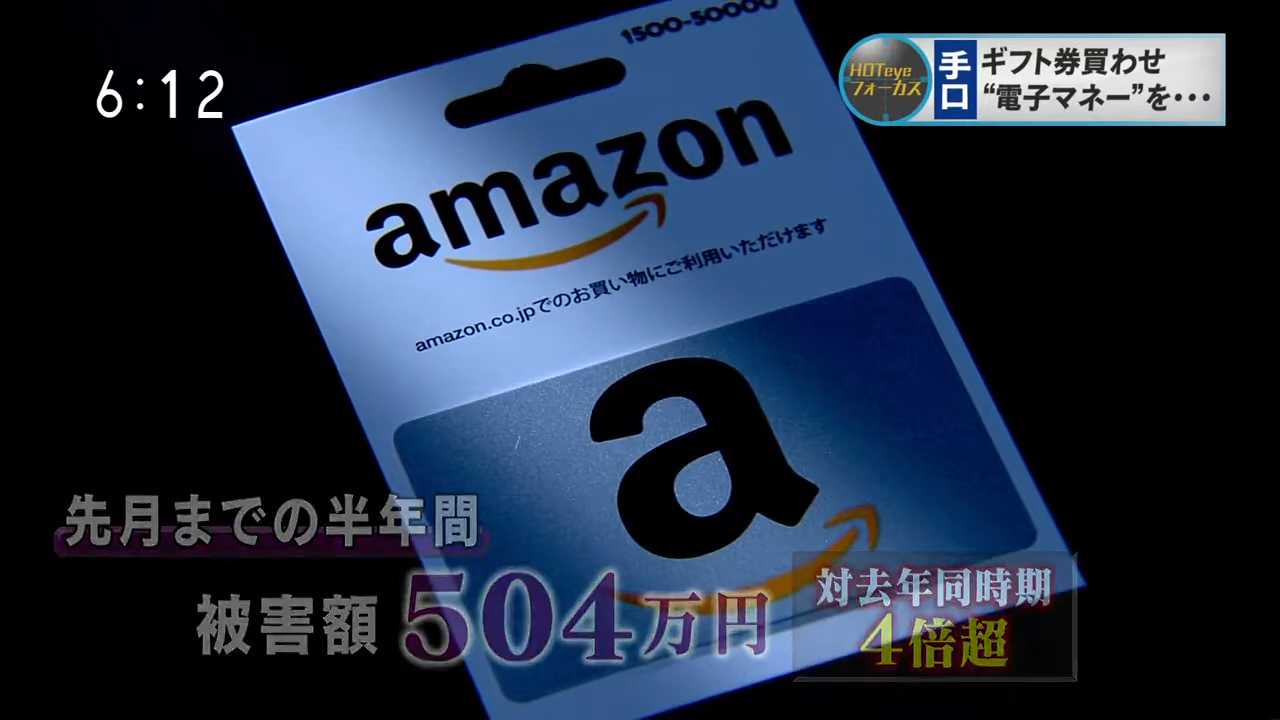 6:12
HOTeye
フォーカス
手口
ギフト券買わせ
“電子マネー”を･･･
1500-50000
amazon
amazon.co.jpでのお買い物にご利用いただけます
a
先月までの半年間
被害額504万円
対去年同時期
4倍超